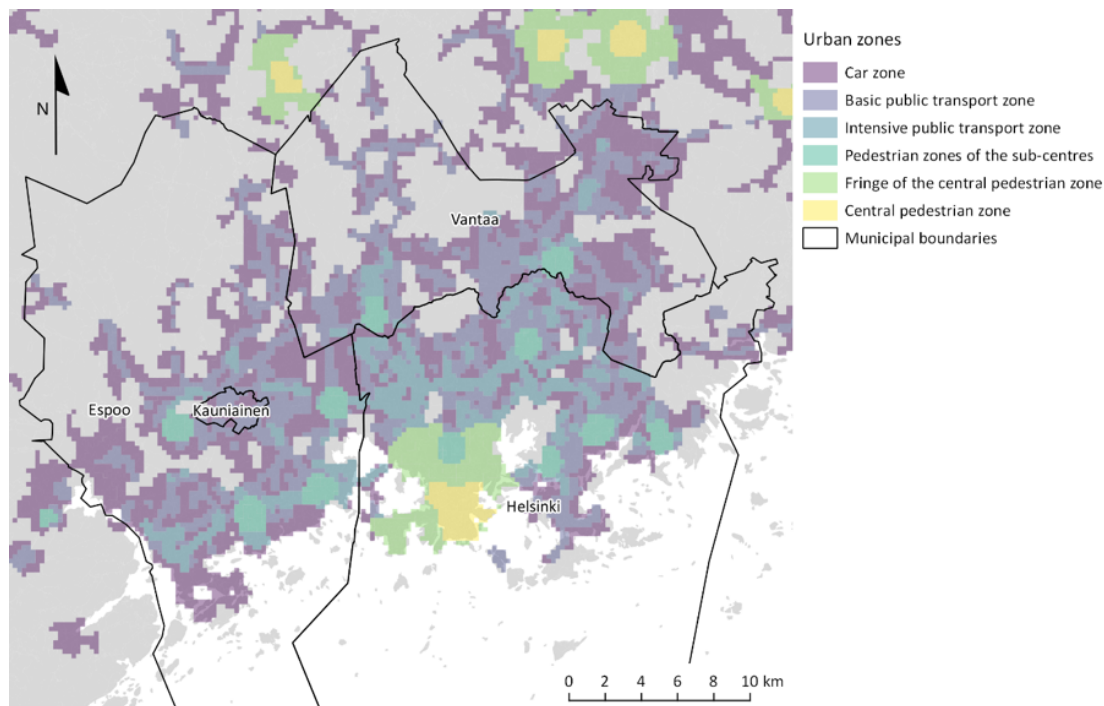 Urban zones
Car zone
Basic public transport zone
Intensive public transport zone
Pedestrian zones of the sub-centres
Fringe of the central pedestrian zone
Central pedestrian zone
Municipal boundaries
N
Vantaa
Espoo
Kauniainen
Helsinki
0 2 4 6 8 10 km